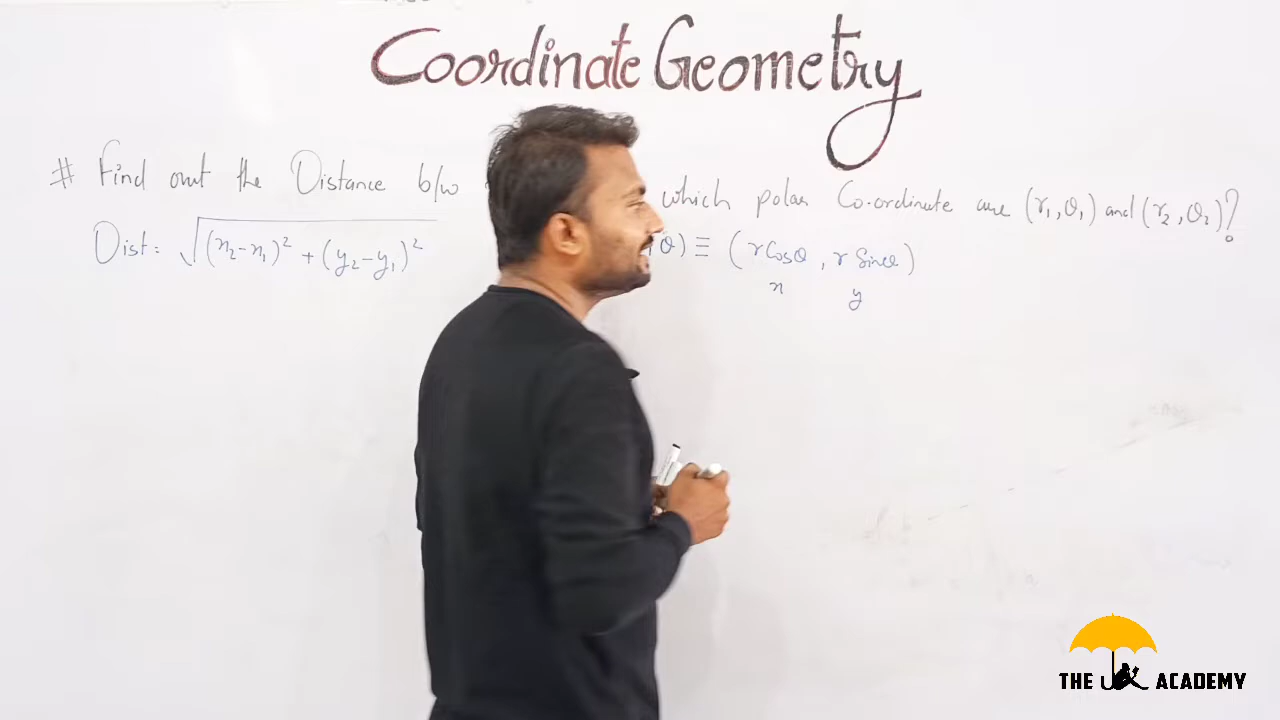 Coordinate Geometry
# Find out the Distance b/w which polar Co-ordinate are (r₁,θ₁) and (r₂,θ₂)?
Dist: √(x₂-x₁)² + (y₂-y₁)² θ) ≡ (r Cosθ , r Sinθ)
x y
THE ACADEMY